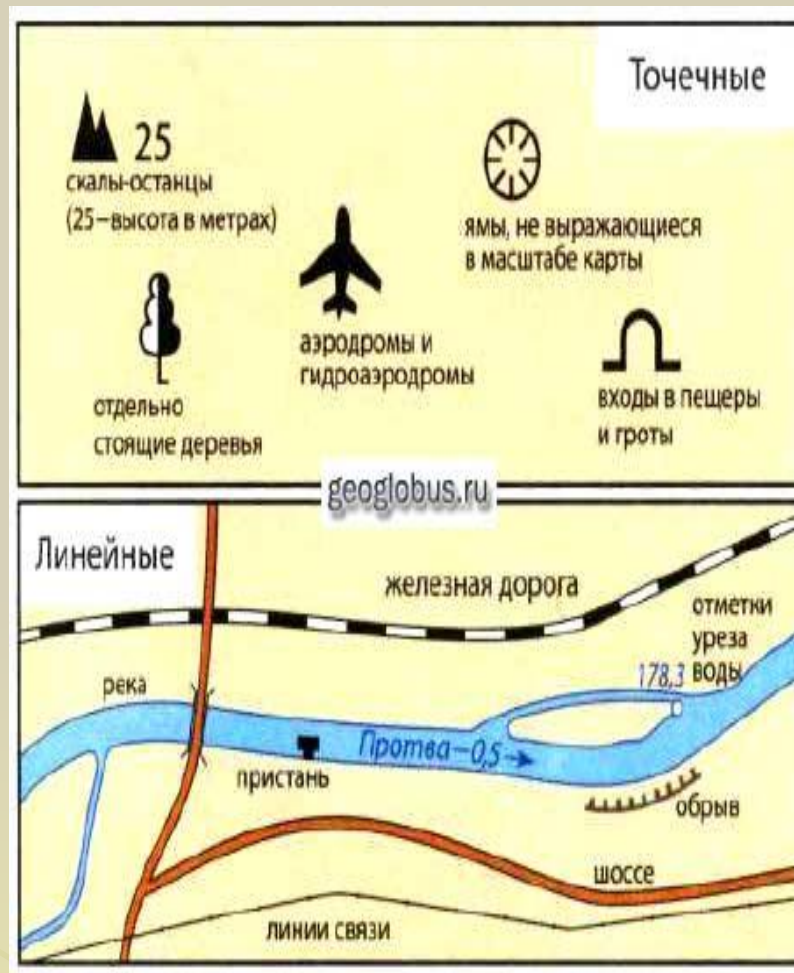 Точечные
25
скалы-останцы
(25–высота в метрах)
ямы, не выражающиеся
в масштабе карты
аэродромы и
гидроаэродромы
отдельно
стоящие деревья
входы в пещеры
и гроты
geoglobus.ru
Линейные
железная дорога
отметки
уреза
воды
178,3
река
Протва–0,5
пристань
обрыв
шоссе
линии связи